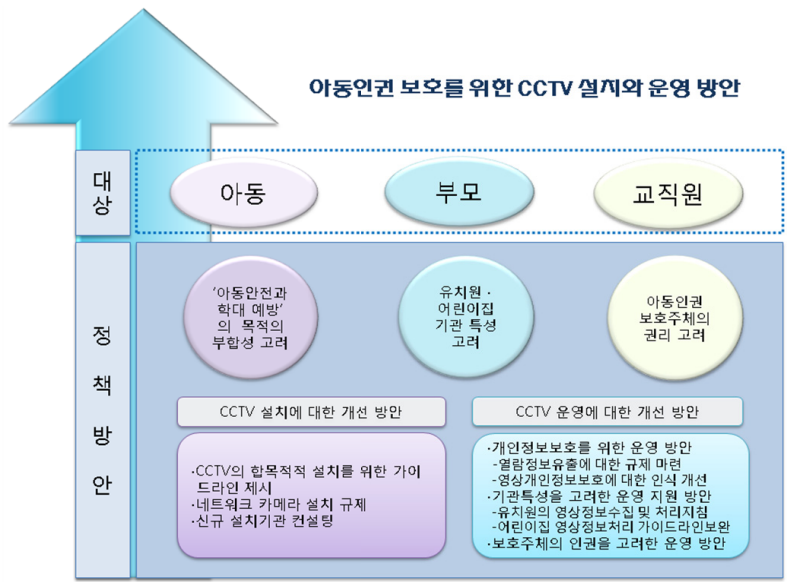 아동인권 보호를 위한 CCTV 설치와 운영 방안
대
상
아동
부모
교직원
정
책
방
안
'아동안전과
학대 예방'
의 목적의
부합성 고려
유치원·
어린이집
기관 특성
고려
아동인권
보호주체의
권리 고려
CCTV 설치에 대한 개선 방안
·CCTV의 합목적적 설치를 위한 가이
드라인 제시
·네트워크 카메라 설치 규제
·신규 설치기관 컨설팅
CCTV 운영에 대한 개선 방안
·개인정보보호를 위한 운영 방안
-열람정보유출에 대한 규제 마련
-영상개인정보보호에 대한 인식 개선
·기관특성을 고려한 운영 지원 방안
-유치원의 영상정보수집 및 처리지침
-어린이집 영상정보처리 가이드라인보완
·보호주체의 인권을 고려한 운영 방안